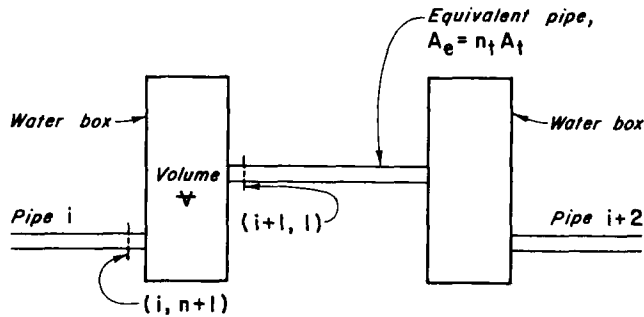 Equivalent pipe,
Aₑ = nₜ Aₜ
Water box
Water box
Volume
∀
Pipe i
(i+1, 1)
Pipe i+2
(i, n+1)